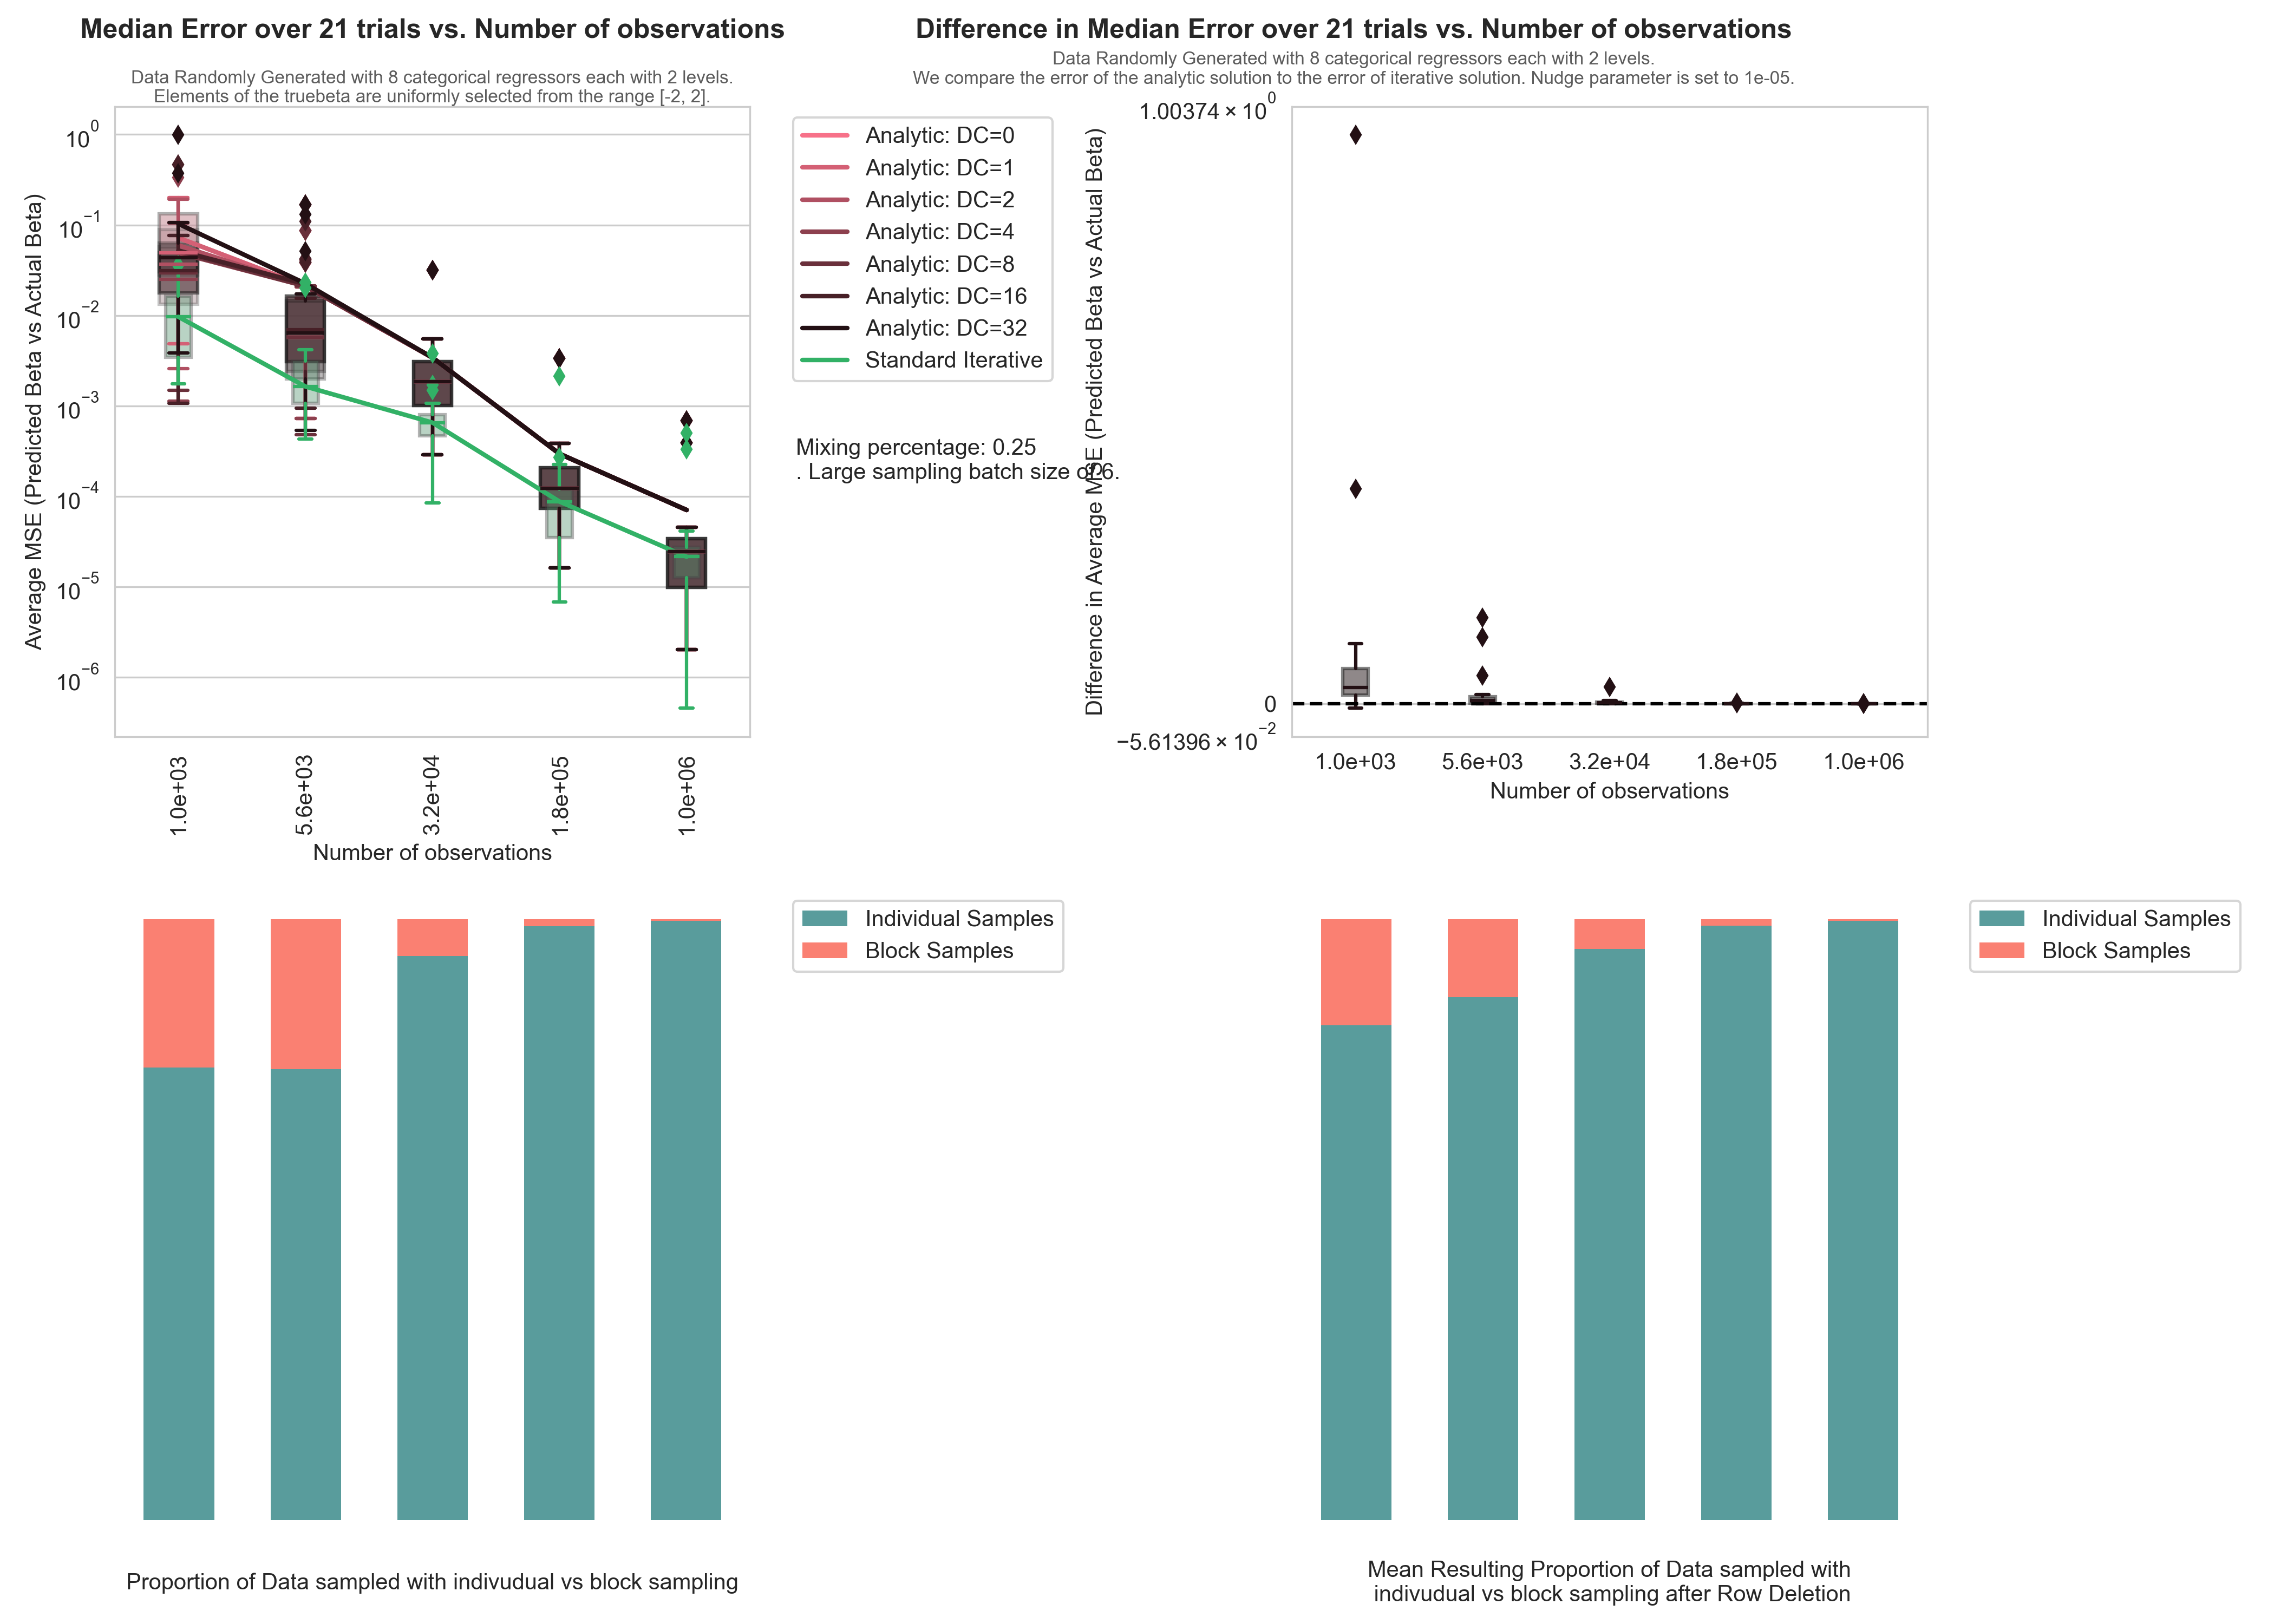 Median Error over 21 trials vs. Number of observations
Data Randomly Generated with 8 categorical regressors each with 2 levels.
Elements of the truebeta are uniformly selected from the range [-2, 2].
Average MSE (Predicted Beta vs Actual Beta)
10^0
10^−1
10^−2
10^−3
10^−4
10^−5
10^−6
1.0e+03
5.6e+03
3.2e+04
1.8e+05
1.0e+06
Number of observations
Analytic: DC=0
Analytic: DC=1
Analytic: DC=2
Analytic: DC=4
Analytic: DC=8
Analytic: DC=16
Analytic: DC=32
Standard Iterative
Mixing percentage: 0.25
. Large sampling batch size of 6.
Difference in Median Error over 21 trials vs. Number of observations
Data Randomly Generated with 8 categorical regressors each with 2 levels.
We compare the error of the analytic solution to the error of iterative solution. Nudge parameter is set to 1e-05.
Difference in Average MSE (Predicted Beta vs Actual Beta)
1.00374 × 10^0
0
−5.61396 × 10^−2
1.0e+03
5.6e+03
3.2e+04
1.8e+05
1.0e+06
Number of observations
Individual Samples
Block Samples
Proportion of Data sampled with indivudual vs block sampling
Individual Samples
Block Samples
Mean Resulting Proportion of Data sampled with
indivudual vs block sampling after Row Deletion